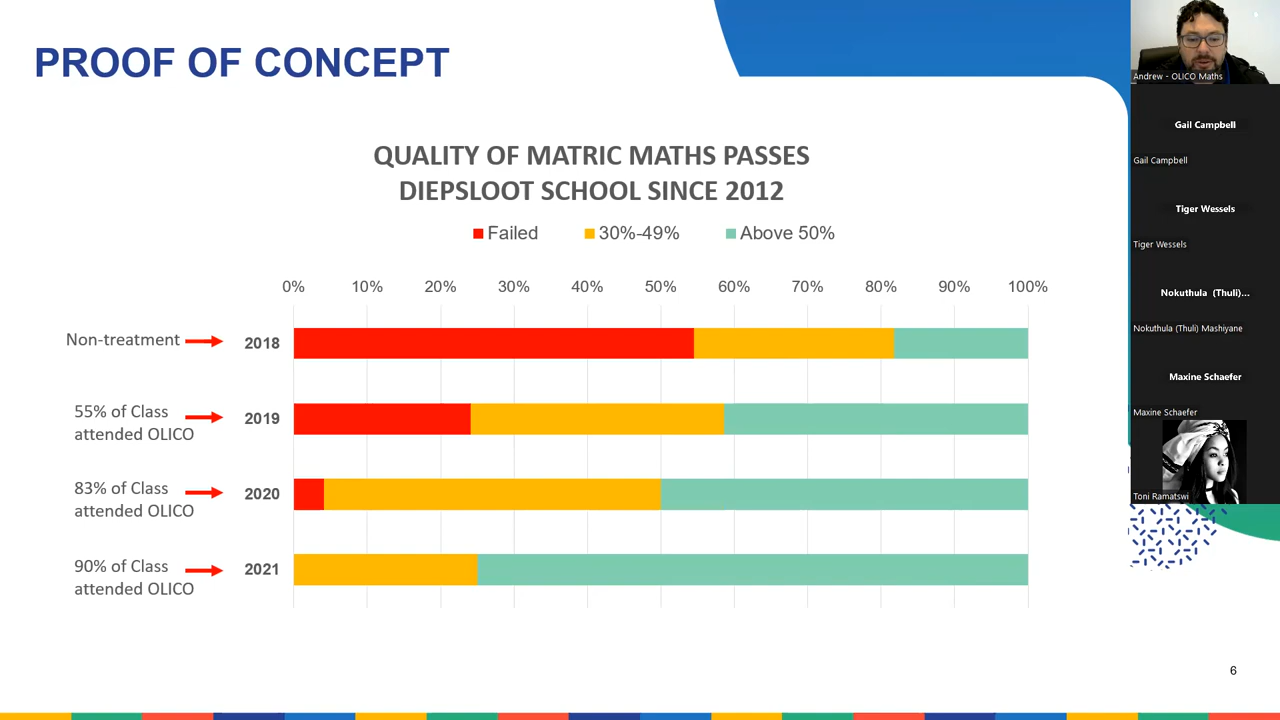 PROOF OF CONCEPT
QUALITY OF MATRIC MATHS PASSES
DIEPSLOOT SCHOOL SINCE 2012
Failed 30%-49% Above 50%
0% 10% 20% 30% 40% 50% 60% 70% 80% 90% 100%
Non-treatment 2018
55% of Class
attended OLICO
2019
83% of Class
attended OLICO
2020
90% of Class
attended OLICO
2021
6
Andrew - OLICO Maths
Gail Campbell
Gail Campbell
Tiger Wessels
Tiger Wessels
Nokuthula (Thuli)...
Nokuthula (Thuli) Mashiyane
Maxine Schaefer
Maxine Schaefer
Toni Ramatswi